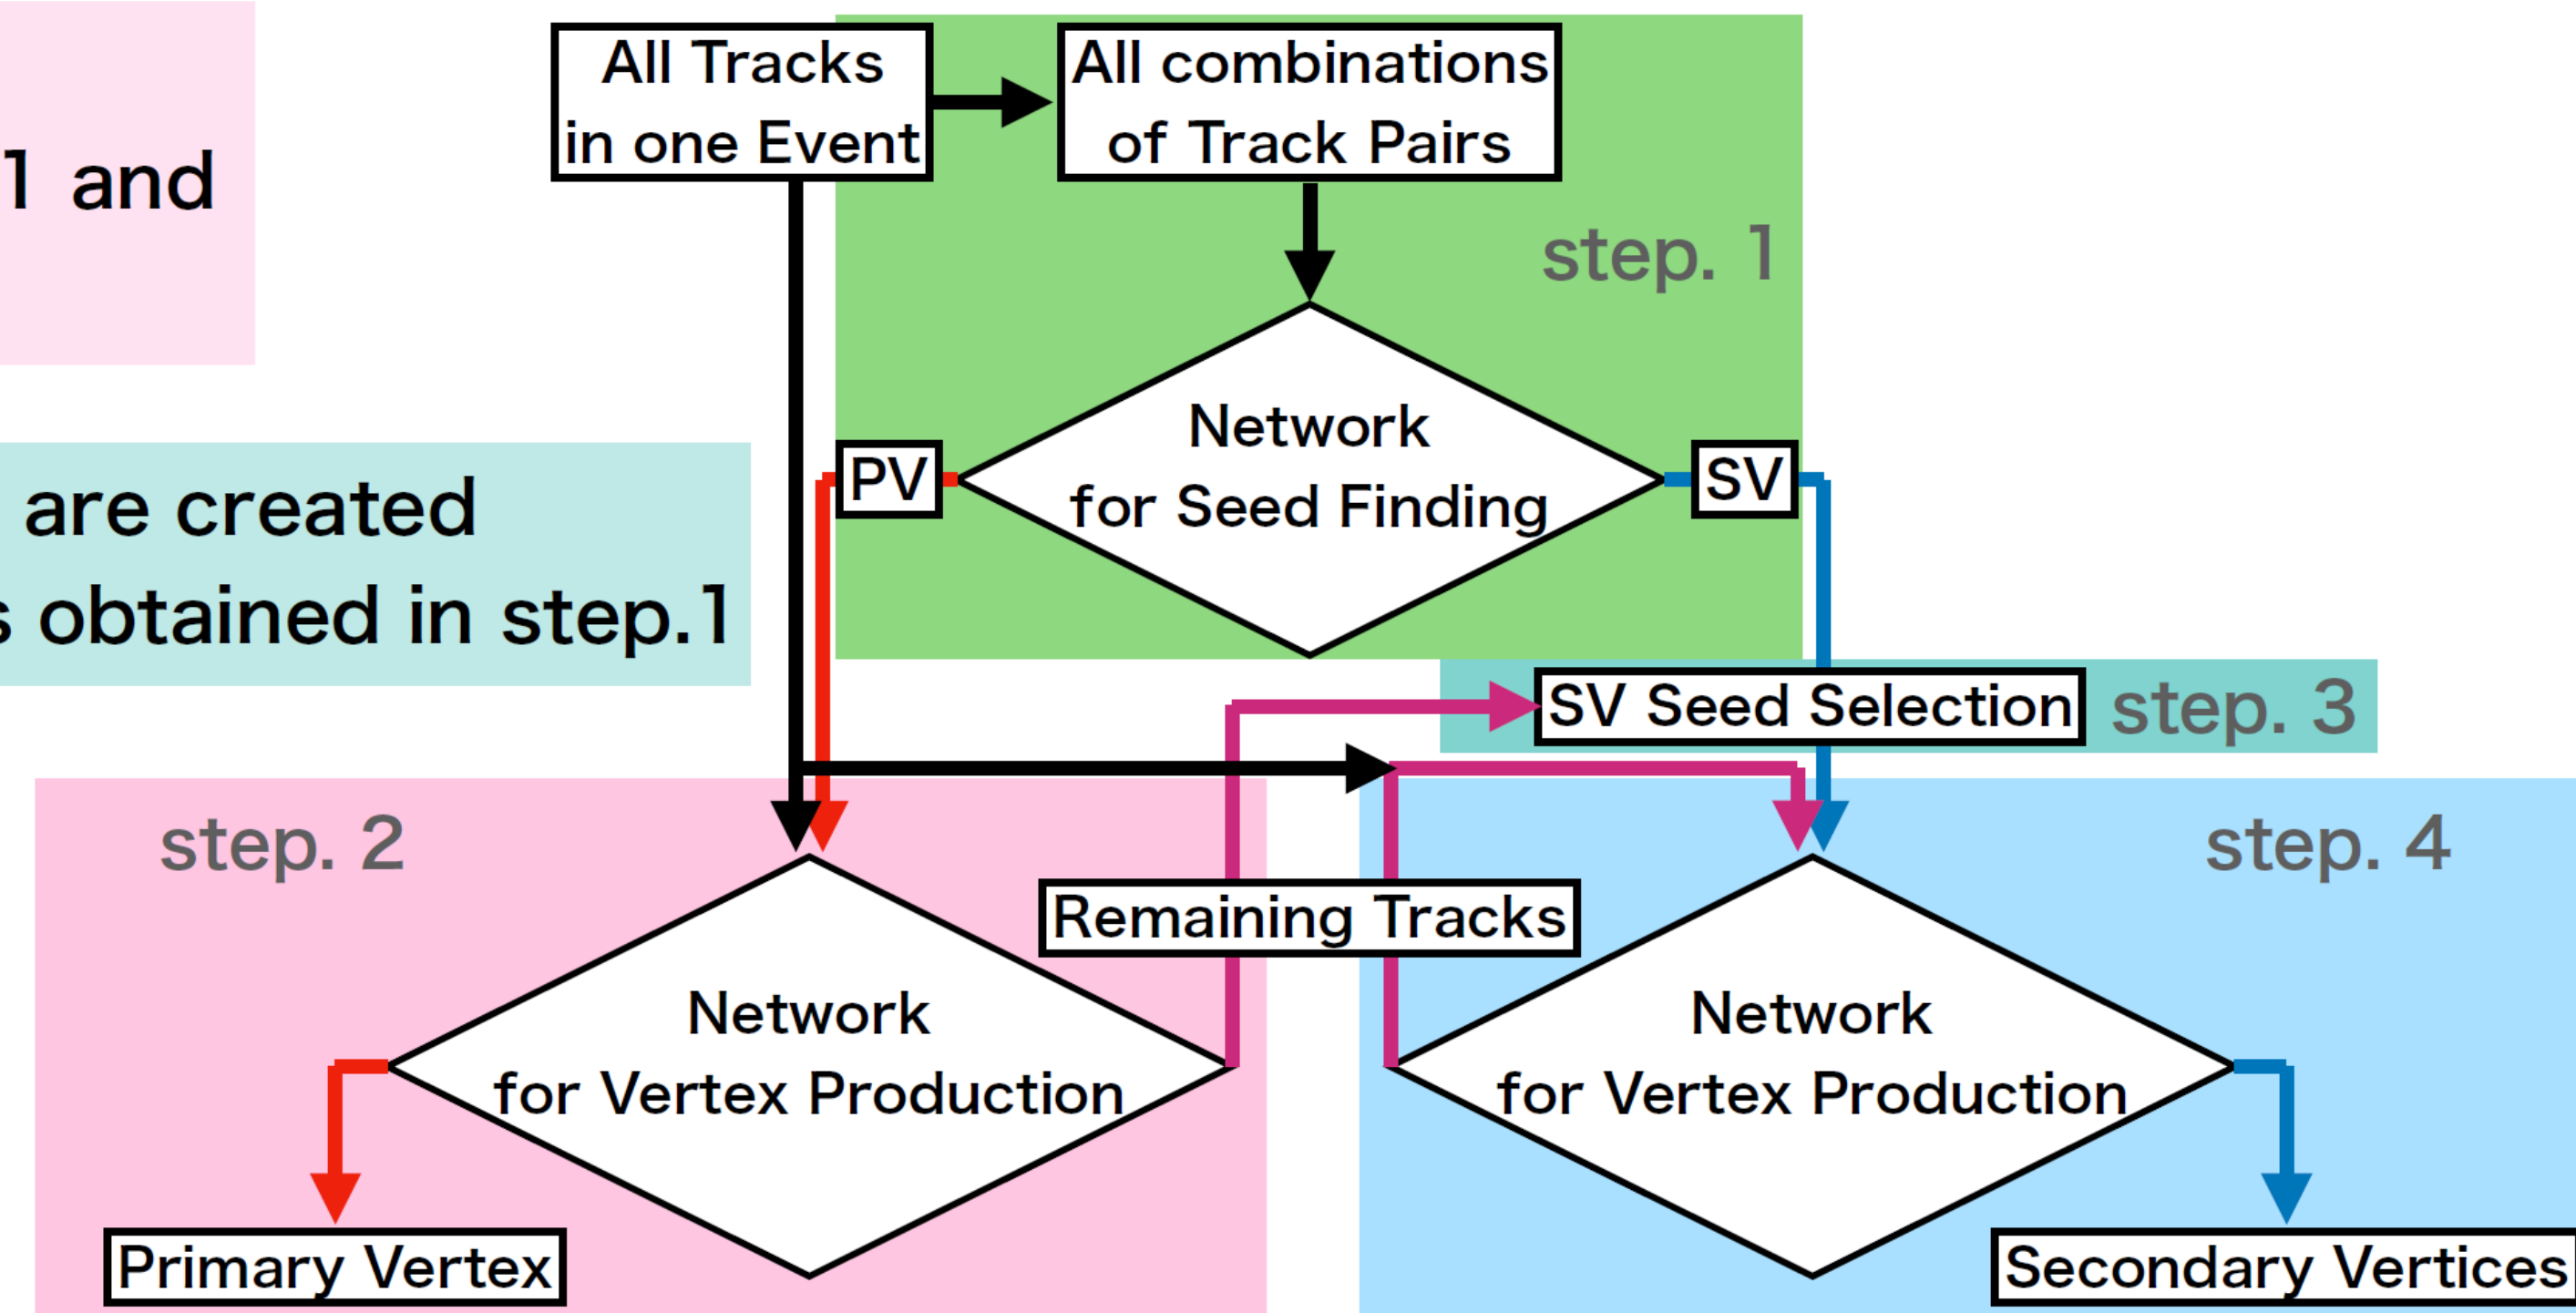 1 and
are created
s obtained in step.1
All Tracks
in one Event
All combinations
of Track Pairs
step. 1
Network
for Seed Finding
PV
SV
SV Seed Selection
step. 3
step. 2
step. 4
Remaining Tracks
Network
for Vertex Production
Network
for Vertex Production
Primary Vertex
Secondary Vertices